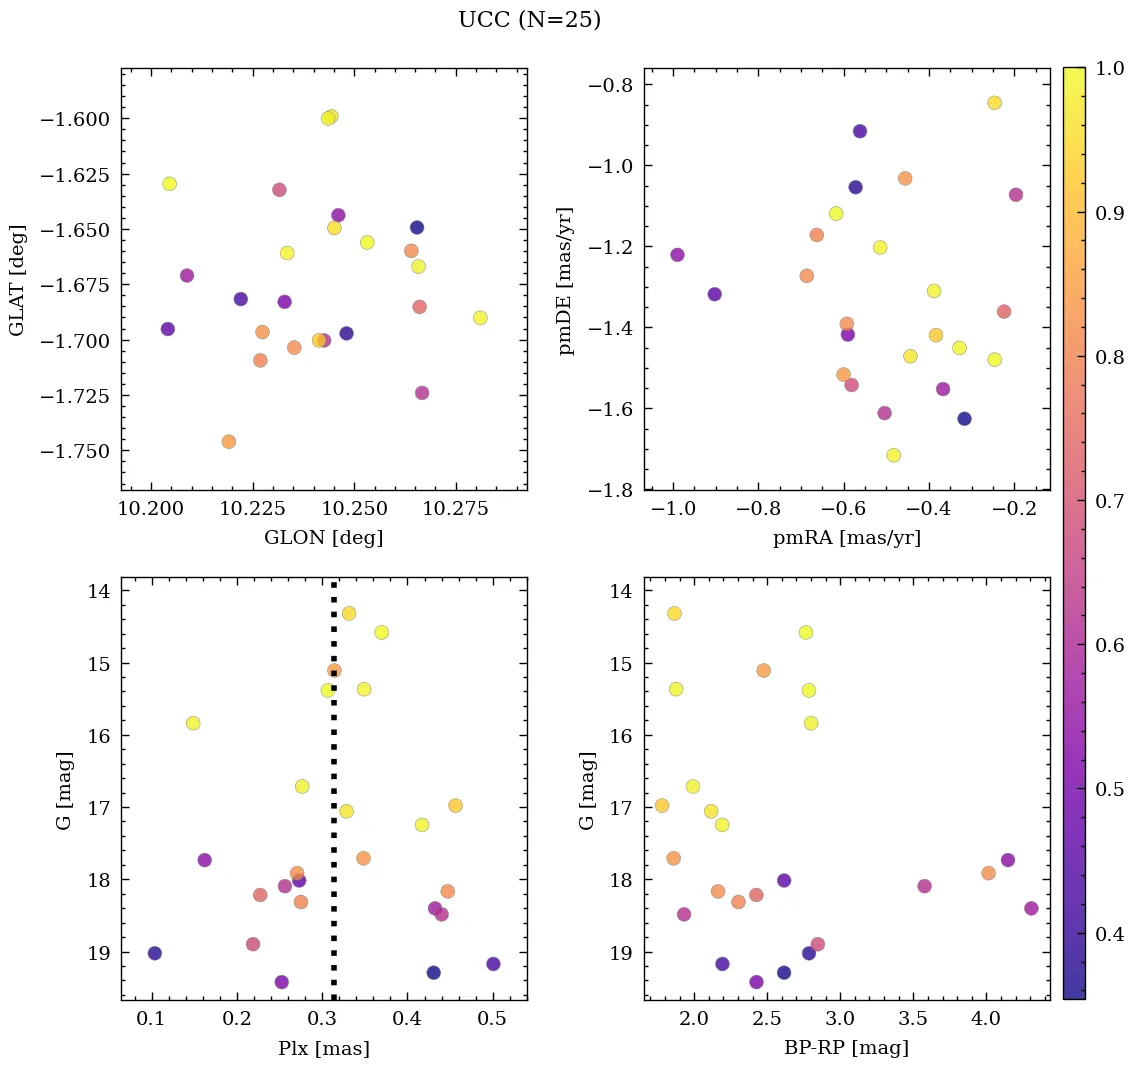 UCC (N=25)
−1.600
−1.625
−1.650
−1.675
−1.700
−1.725
−1.750
GLAT [deg]
10.200 10.225 10.250 10.275
GLON [deg]
−0.8
−1.0
−1.2
−1.4
−1.6
−1.8
pmDE [mas/yr]
−1.0 −0.8 −0.6 −0.4 −0.2
pmRA [mas/yr]
14
15
16
17
18
19
G [mag]
0.1 0.2 0.3 0.4 0.5
Plx [mas]
14
15
16
17
18
19
G [mag]
2.0 2.5 3.0 3.5 4.0
BP-RP [mag]
1.0
0.9
0.8
0.7
0.6
0.5
0.4